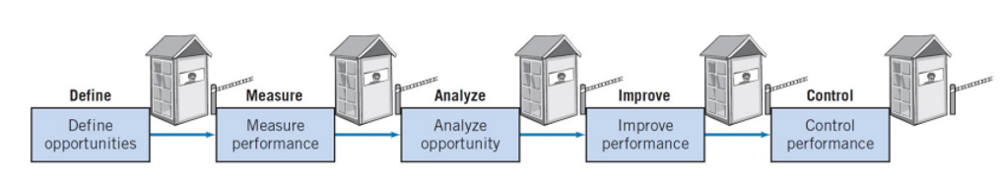 Define
Measure
Analyze
Improve
Control
Define
opportunities
Measure
performance
Analyze
opportunity
Improve
performance
Control
performance